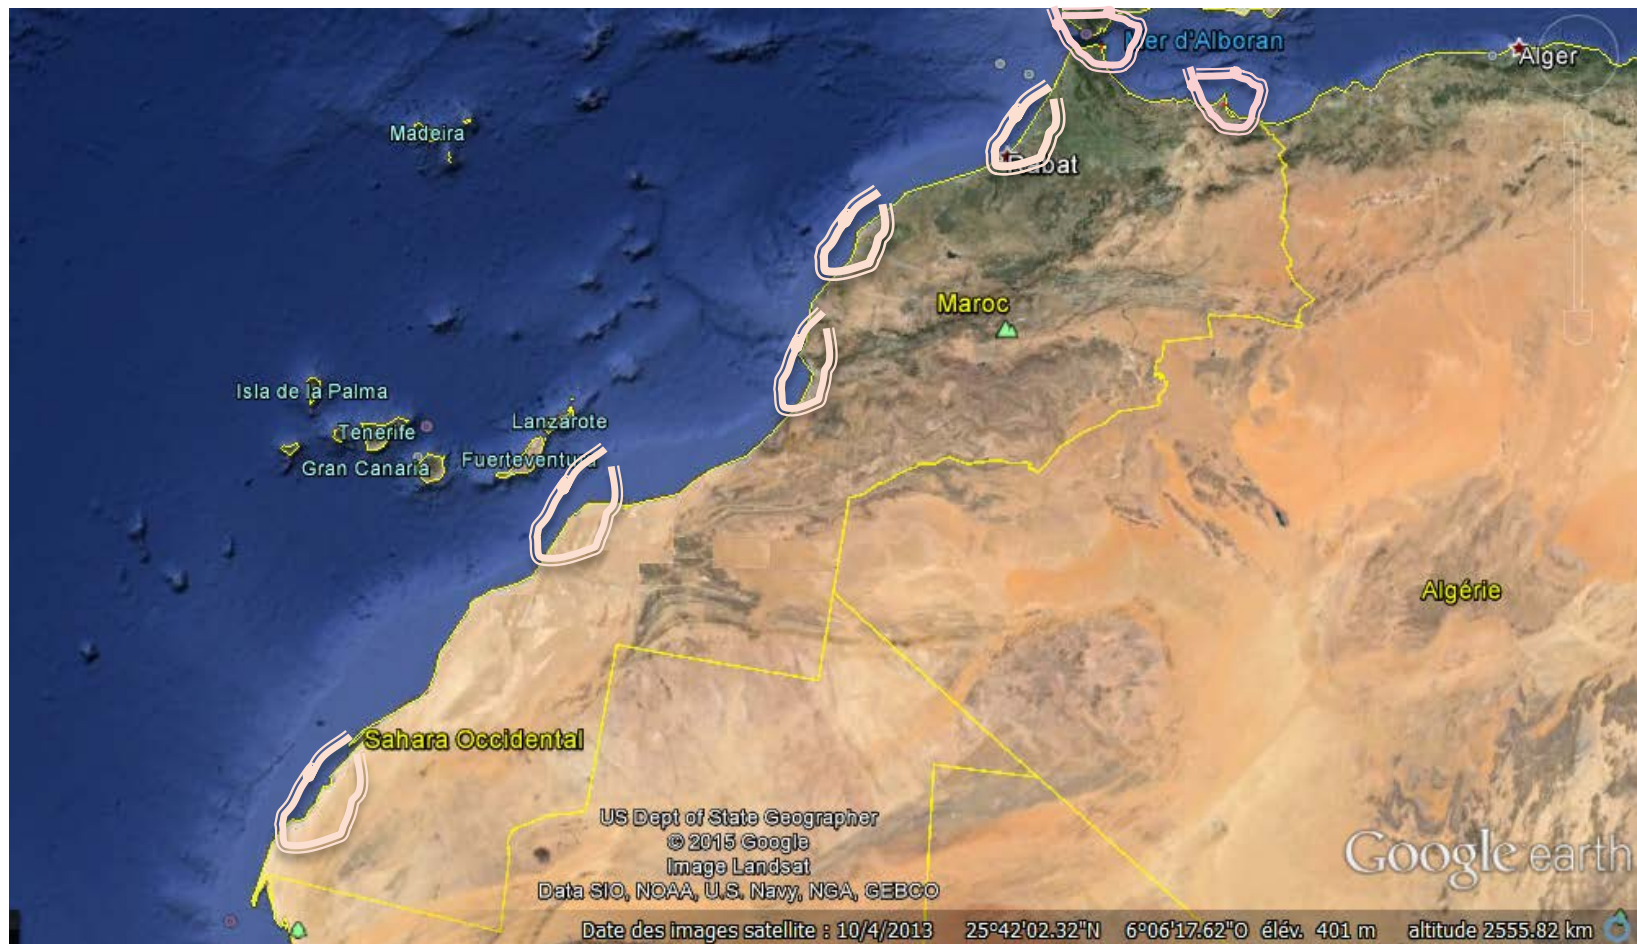 Mer d'Alboran
Alger
Madeira
Rabat
Maroc
Isla de la Palma
Lanzarote
Tenerife
Fuerteventura
Gran Canaria
Algérie
Sahara Occidental
US Dept of State Geographer
© 2015 Google
Image Landsat
Data SIO, NOAA, U.S. Navy, NGA, GEBCO
Google earth
Date des images satellite : 10/4/2013 25°42'02.32"N 6°06'17.62"O élév. 401 m altitude 2555.82 km